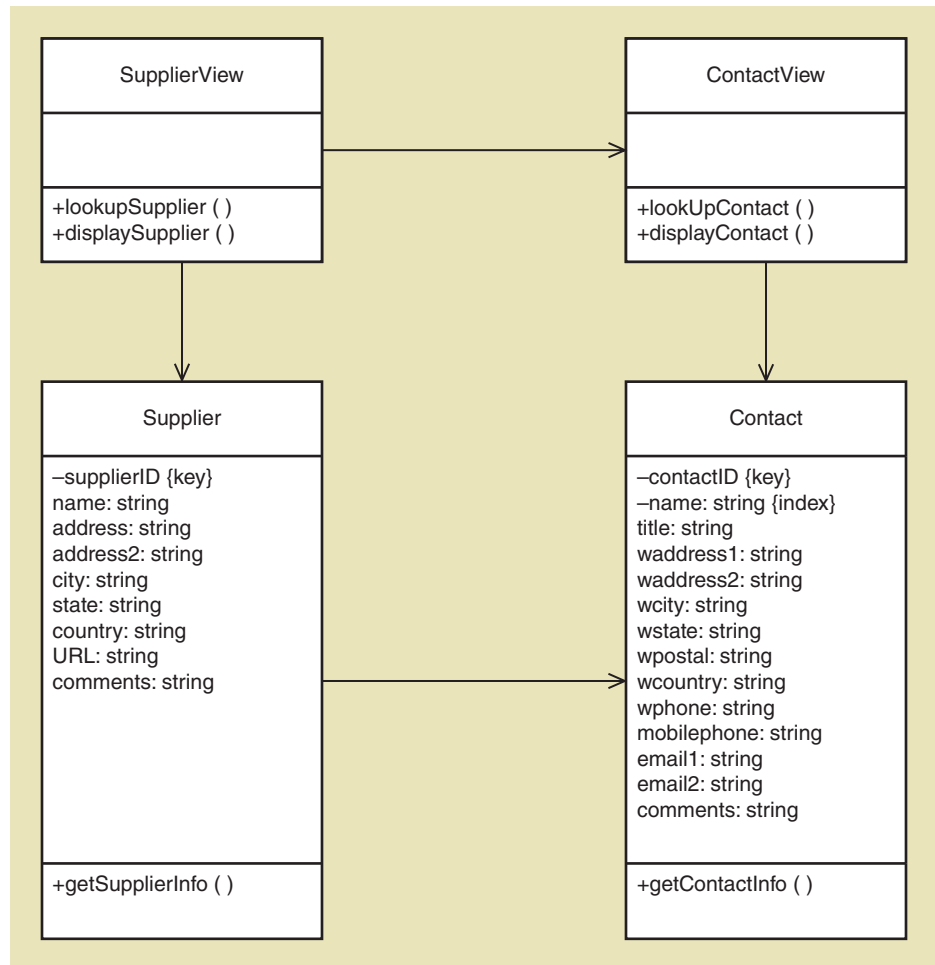 SupplierView
+lookupSupplier ( )
+displaySupplier ( )
ContactView
+lookUpContact ( )
+displayContact ( )
Supplier
–supplierID {key}
name: string
address: string
address2: string
city: string
state: string
country: string
URL: string
comments: string
+getSupplierInfo ( )
Contact
–contactID {key}
–name: string {index}
title: string
waddress1: string
waddress2: string
wcity: string
wstate: string
wpostal: string
wcountry: string
wphone: string
mobilephone: string
email1: string
email2: string
comments: string
+getContactInfo ( )